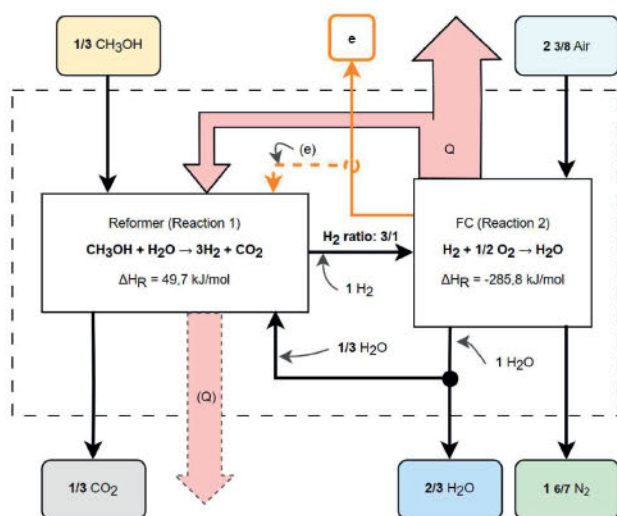 1/3 CH3OH
e
2 3/8 Air
(e)
Q
Reformer (Reaction 1)
CH3OH + H2O → 3H2 + CO2
ΔHR = 49,7 kJ/mol
H2 ratio: 3/1
1 H2
FC (Reaction 2)
H2 + 1/2 O2 → H2O
ΔHR = -285,8 kJ/mol
1/3 H2O
1 H2O
(Q)
1/3 CO2
2/3 H2O
1 6/7 N2